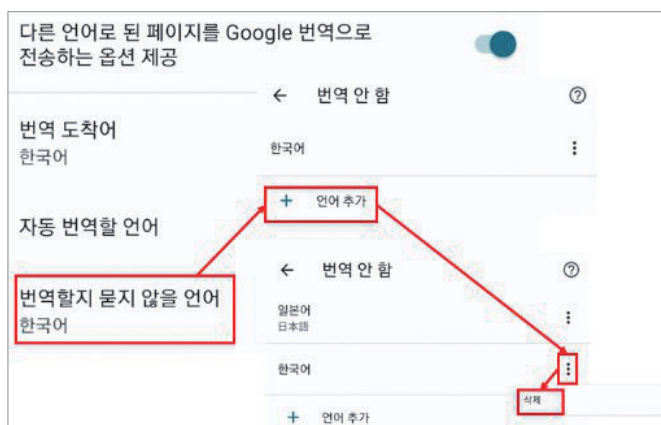 다른 언어로 된 페이지를 Google 번역으로
전송하는 옵션 제공
번역 도착어
한국어
자동 번역할 언어
번역할지 묻지 않을 언어
한국어
번역 안 함
한국어
+ 언어 추가
번역 안 함
일본어
日本語
한국어
삭제
+ 언어 추가